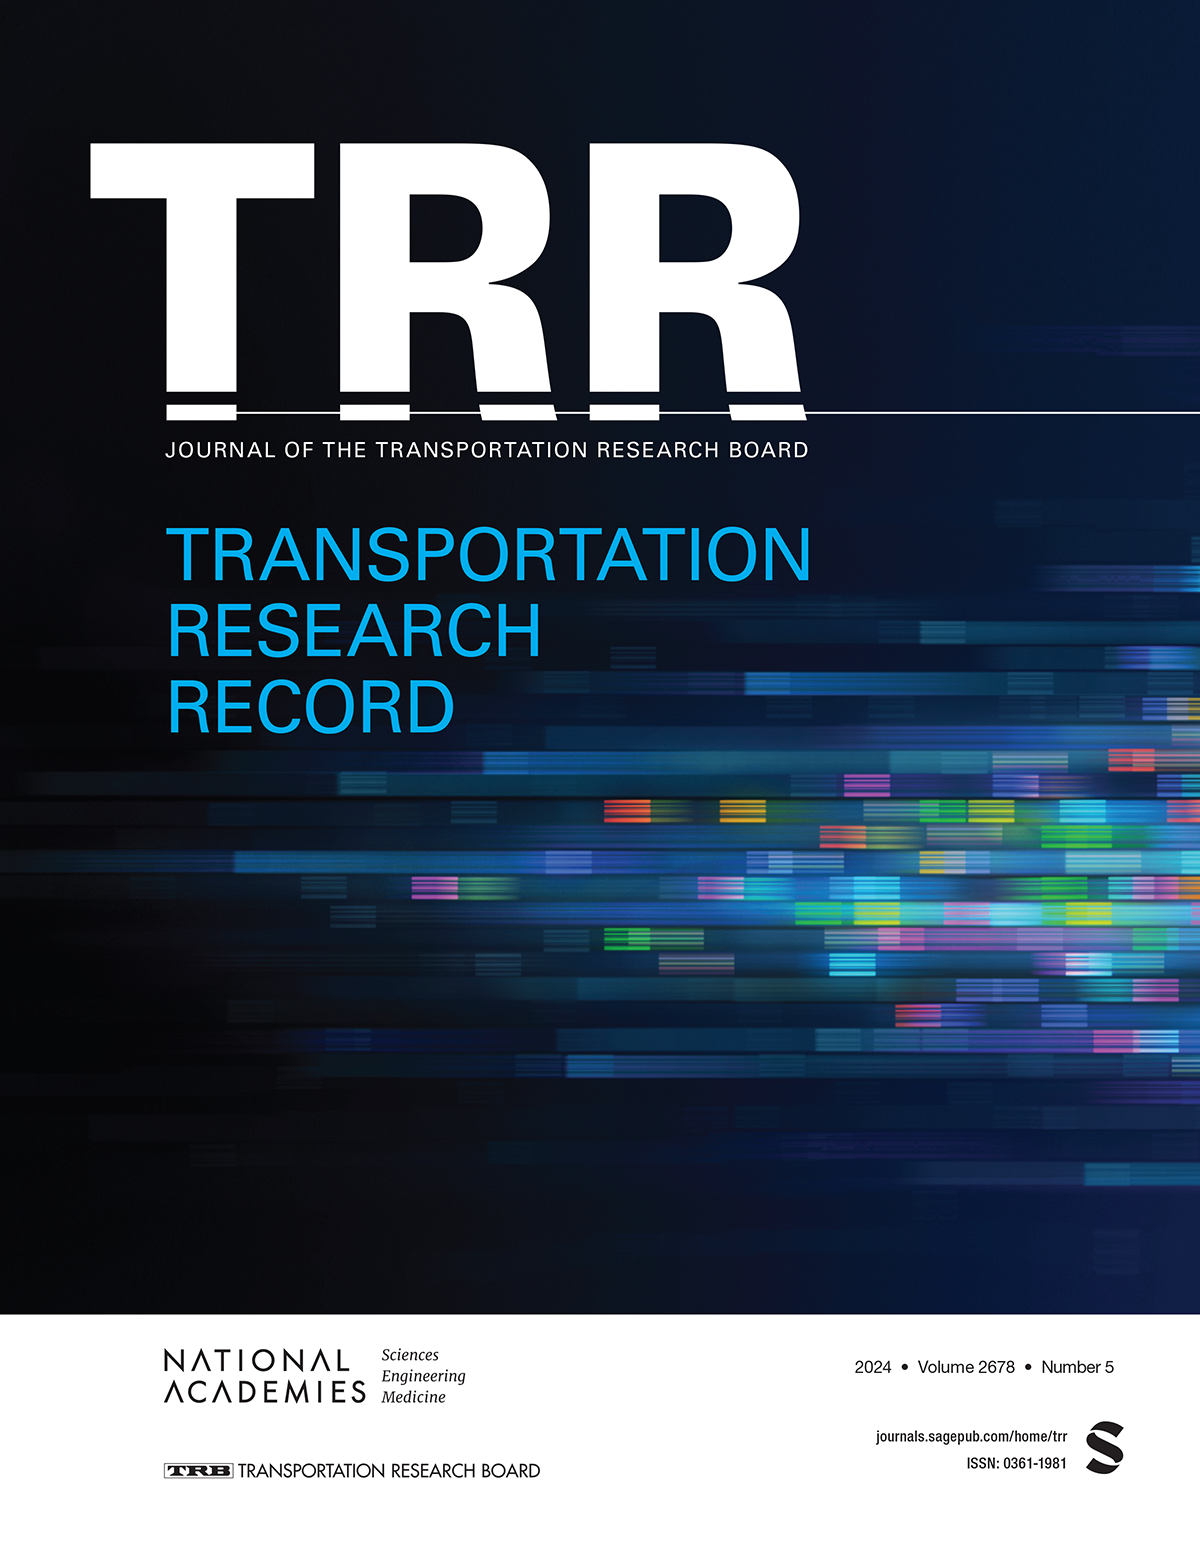 TRR
JOURNAL OF THE TRANSPORTATION RESEARCH BOARD
TRANSPORTATION
RESEARCH
RECORD
NATIONAL
ACADEMIES
Sciences
Engineering
Medicine
2024 • Volume 2678 • Number 5
journals.sagepub.com/home/trr
ISSN: 0361-1981
S
TRB TRANSPORTATION RESEARCH BOARD